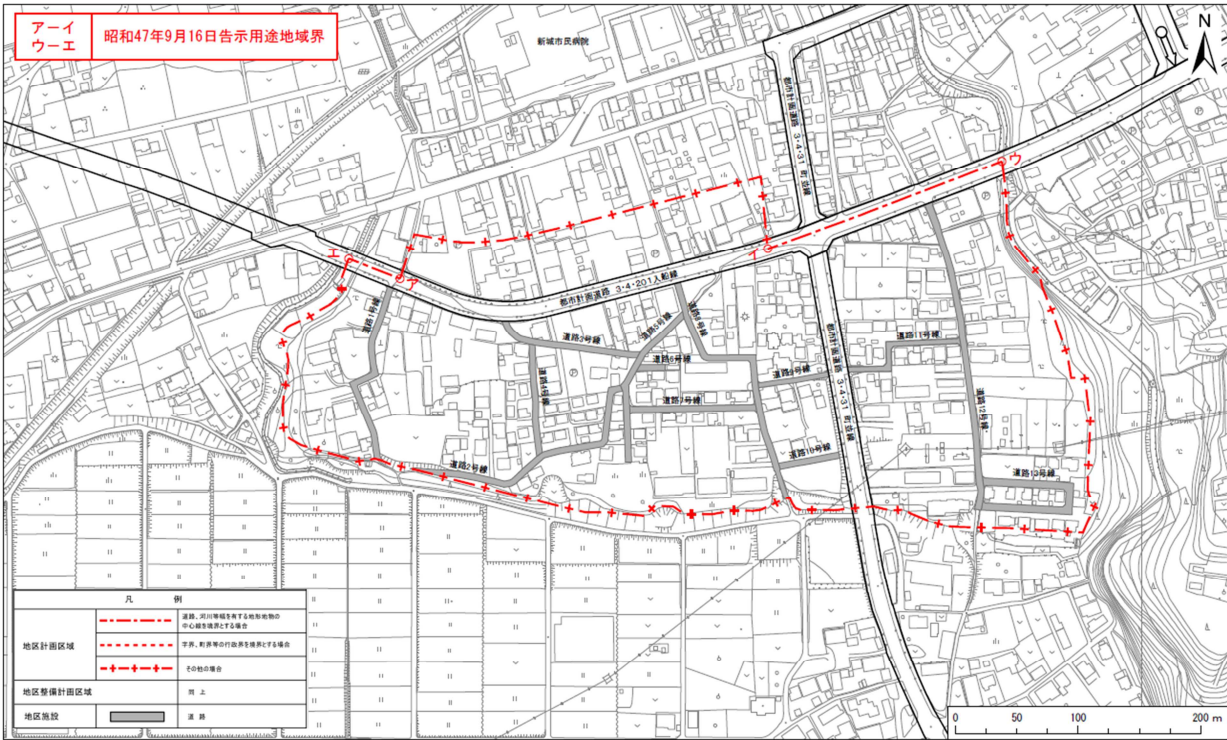 アーイ
ウーエ
昭和47年9月16日告示用途地域界
新城市民病院
N
都市計画道路 3・4・31 町並線
ウ
イ
エ
ア
都市計画道路 3・4・201入船線
道路1号線
道路2号線
道路3号線
道路4号線
道路5号線
道路6号線
道路7号線
道路8号線
道路9号線
道路10号線
道路11号線
道路12号線
道路13号線
都市計画道路 3・4・31 町並線
凡 例
地区計画区域
道路、河川等幅を有する地形地物の
中心線を境界とする場合
字界、町界等の行政界を境界とする場合
その他の場合
地区整備計画区域
同 上
地区施設
道 路
0 50 100 200 m